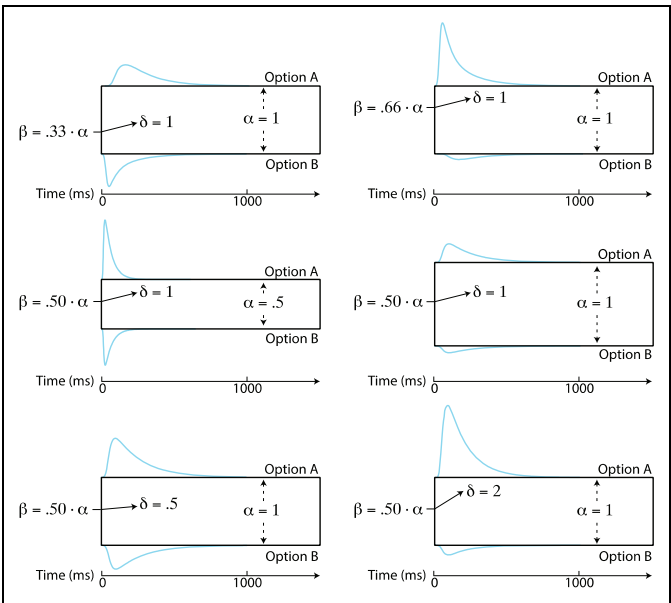 Option A
β = .33 · α
δ = 1
α = 1
Option B
Time (ms)
0
1000
Option A
β = .66 · α
δ = 1
α = 1
Option B
Time (ms)
0
1000
Option A
β = .50 · α
δ = 1
α = .5
Option B
Time (ms)
0
1000
Option A
β = .50 · α
δ = 1
α = 1
Option B
Time (ms)
0
1000
Option A
β = .50 · α
δ = .5
α = 1
Option B
Time (ms)
0
1000
Option A
β = .50 · α
δ = 2
α = 1
Option B
Time (ms)
0
1000